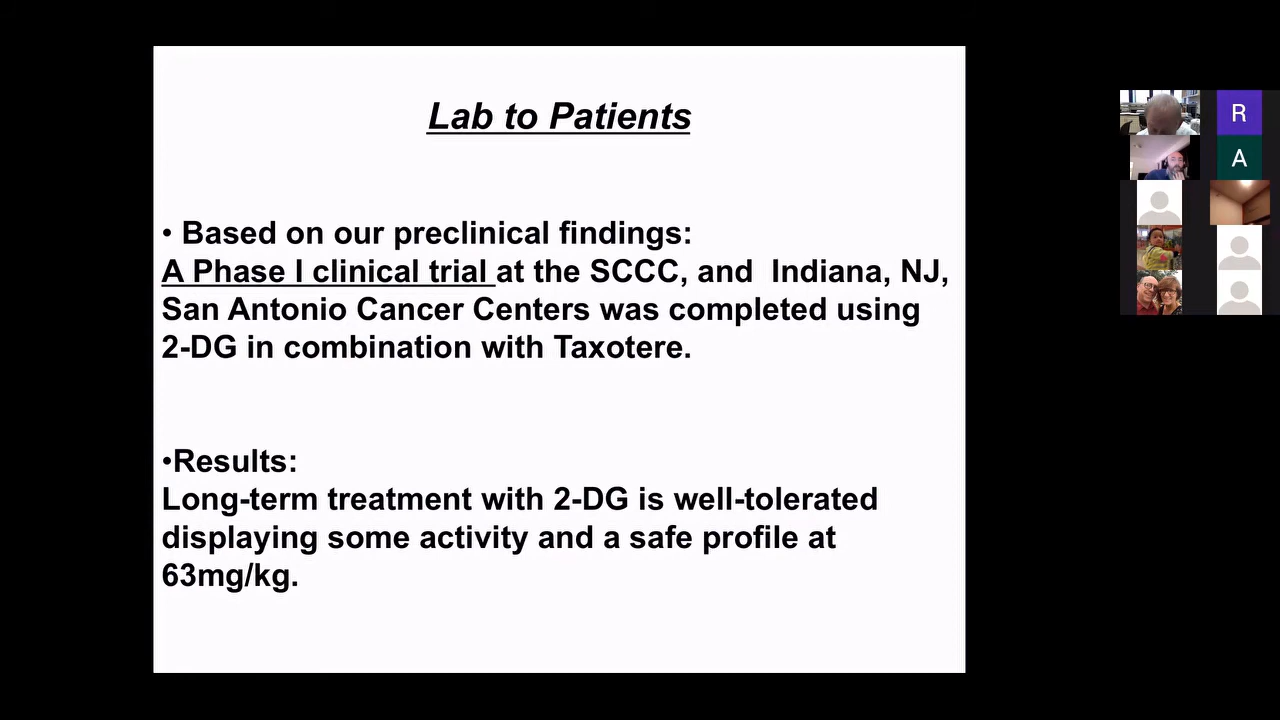 Lab to Patients
• Based on our preclinical findings:
A Phase I clinical trial at the SCCC, and  Indiana, NJ,
San Antonio Cancer Centers was completed using
2-DG in combination with Taxotere.
•Results:
Long-term treatment with 2-DG is well-tolerated
displaying some activity and a safe profile at
63mg/kg.
R
A